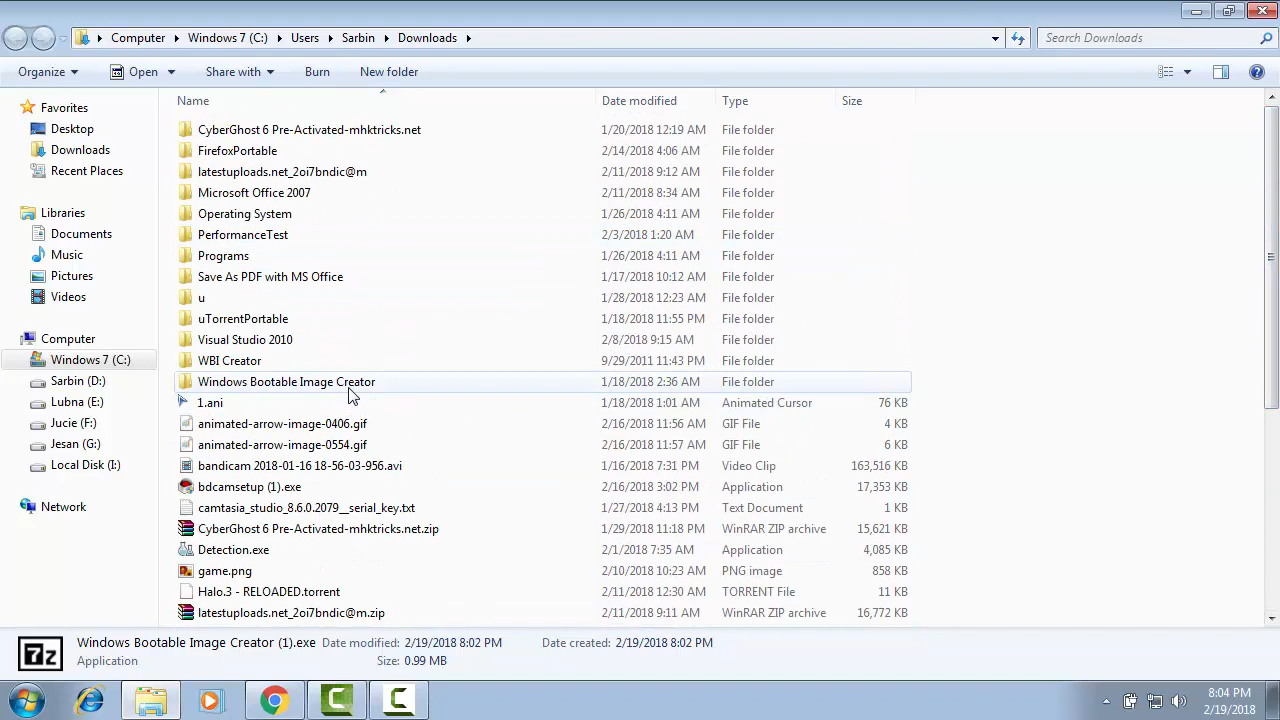 Computer Windows 7 (C:) Users Sarbin Downloads Search Downloads
Organize Open Share with Burn New folder
Name Date modified Type Size
Favorites
Desktop
Downloads
Recent Places
Libraries
Documents
Music
Pictures
Videos
Computer
Windows 7 (C:)
Sarbin (D:)
Lubna (E:)
Jucie (F:)
Jesan (G:)
Local Disk (I:)
Network
CyberGhost 6 Pre-Activated-mhktricks.net 1/20/2018 12:19 AM File folder
FirefoxPortable 2/14/2018 4:06 AM File folder
latestuploads.net_2oi7bndic@m 2/11/2018 9:12 AM File folder
Microsoft Office 2007 2/11/2018 8:34 AM File folder
Operating System 1/26/2018 4:11 AM File folder
PerformanceTest 2/3/2018 1:20 AM File folder
Programs 1/26/2018 4:11 AM File folder
Save As PDF with MS Office 1/17/2018 10:12 AM File folder
u 1/28/2018 12:23 AM File folder
uTorrentPortable 1/18/2018 11:55 PM File folder
Visual Studio 2010 2/8/2018 9:15 AM File folder
WBI Creator 9/29/2011 11:43 PM File folder
Windows Bootable Image Creator 1/18/2018 2:36 AM File folder
1.ani 1/18/2018 1:01 AM Animated Cursor 76 KB
animated-arrow-image-0406.gif 2/16/2018 11:56 AM GIF File 4 KB
animated-arrow-image-0554.gif 2/16/2018 11:57 AM GIF File 6 KB
bandicam 2018-01-16 18-56-03-956.avi 1/16/2018 7:31 PM Video Clip 163,516 KB
bdcamsetup (1).exe 2/16/2018 3:02 PM Application 17,353 KB
camtasia_studio_8.6.0.2079__serial_key.txt 1/27/2018 4:13 PM Text Document 1 KB
CyberGhost 6 Pre-Activated-mhktricks.net.zip 1/29/2018 11:18 PM WinRAR ZIP archive 15,621 KB
Detection.exe 2/1/2018 7:35 AM Application 4,085 KB
game.png 2/10/2018 10:23 AM PNG image 858 KB
Halo.3 - RELOADED.torrent 2/11/2018 12:30 AM TORRENT File 11 KB
latestuploads.net_2oi7bndic@m.zip 2/11/2018 9:11 AM WinRAR ZIP archive 16,772 KB
7z
Windows Bootable Image Creator (1).exe Date modified: 2/19/2018 8:02 PM Date created: 2/19/2018 8:02 PM
Application Size: 0.99 MB
8:04 PM
2/19/2018